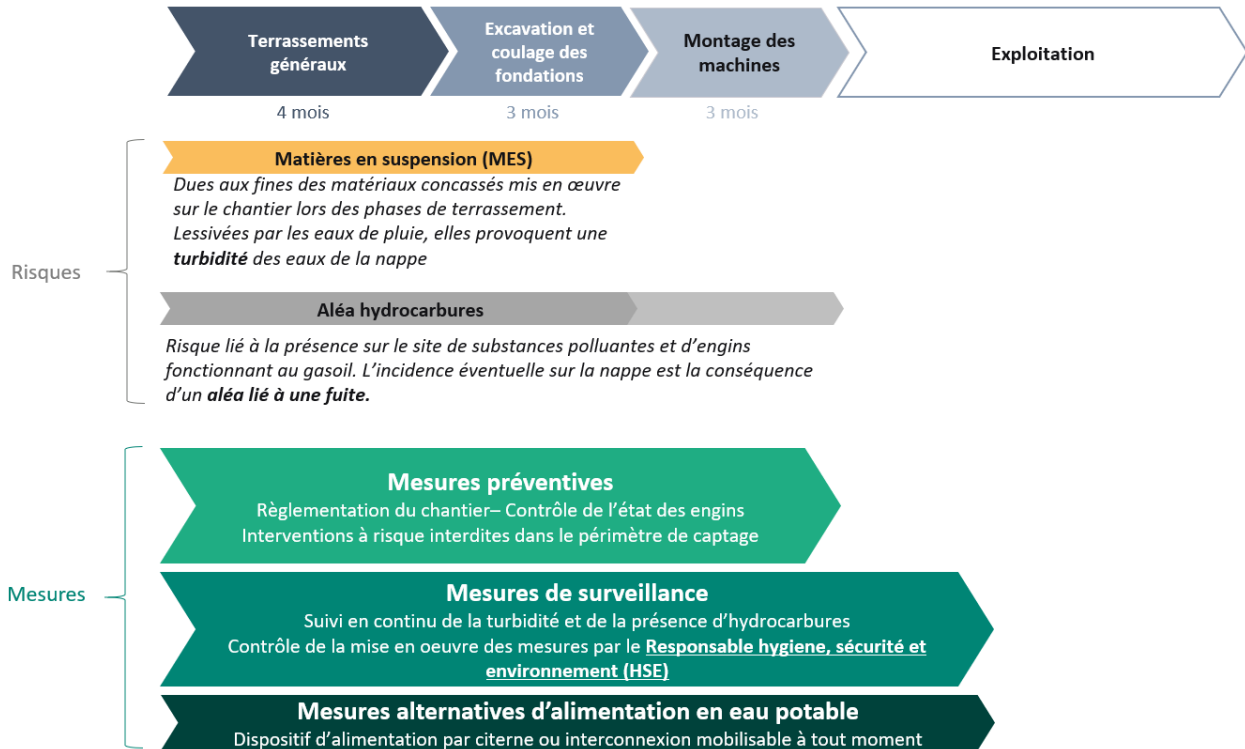 Terrassements
généraux
Excavation et
coulage des
fondations
Montage des
machines
Exploitation
4 mois
3 mois
3 mois
Risques
Matières en suspension (MES)
Dues aux fines des matériaux concassés mis en œuvre
sur le chantier lors des phases de terrassement.
Lessivées par les eaux de pluie, elles provoquent une
turbidité des eaux de la nappe
Aléa hydrocarbures
Risque lié à la présence sur le site de substances polluantes et d’engins
fonctionnant au gasoil. L’incidence éventuelle sur la nappe est la conséquence
d’un aléa lié à une fuite.
Mesures
Mesures préventives
Règlementation du chantier– Contrôle de l’état des engins
Interventions à risque interdites dans le périmètre de captage
Mesures de surveillance
Suivi en continu de la turbidité et de la présence d’hydrocarbures
Contrôle de la mise en oeuvre des mesures par le Responsable hygiene, sécurité et
environnement (HSE)
Mesures alternatives d’alimentation en eau potable
Dispositif d’alimentation par citerne ou interconnexion mobilisable à tout moment